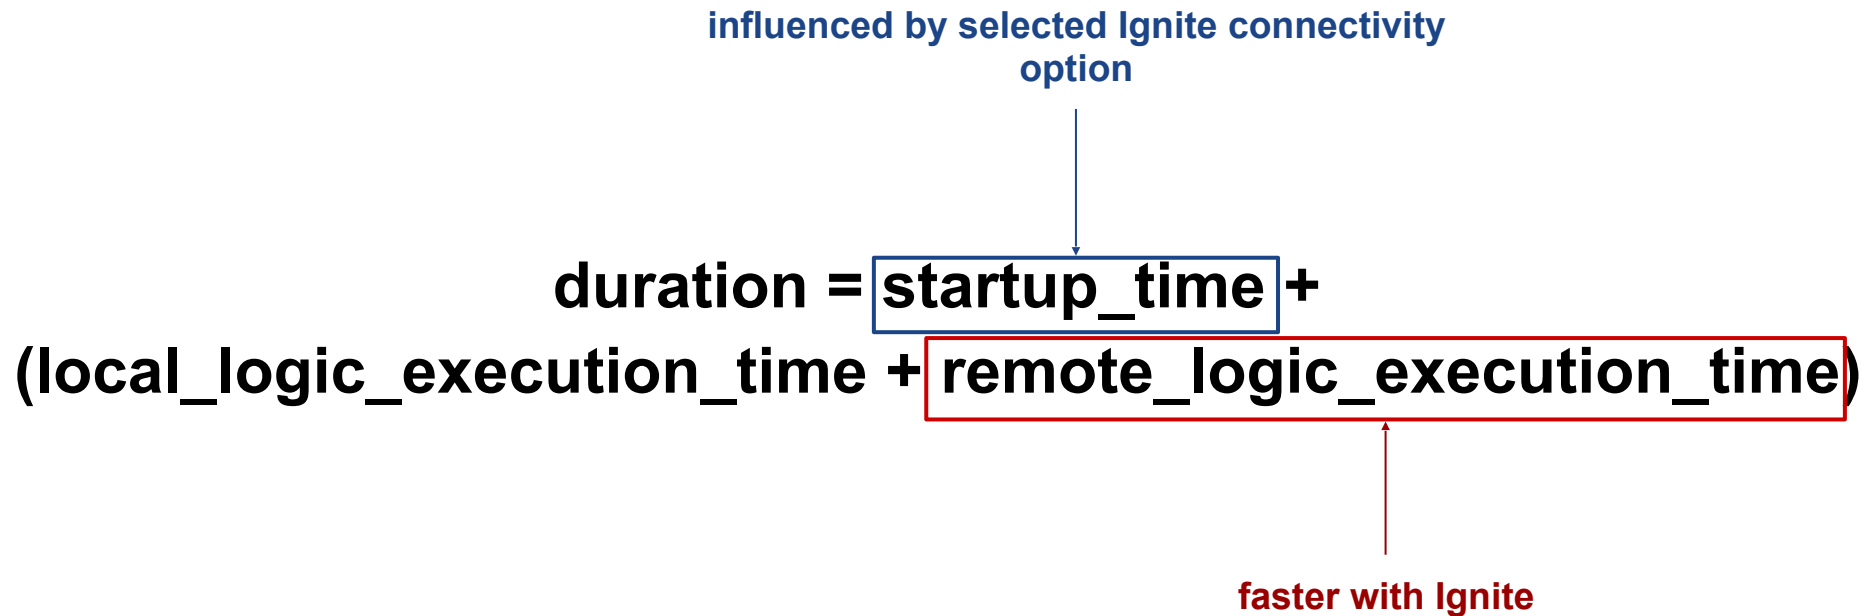 influenced by selected Ignite connectivity
option
duration = startup_time +
(local_logic_execution_time + remote_logic_execution_time)
faster with Ignite